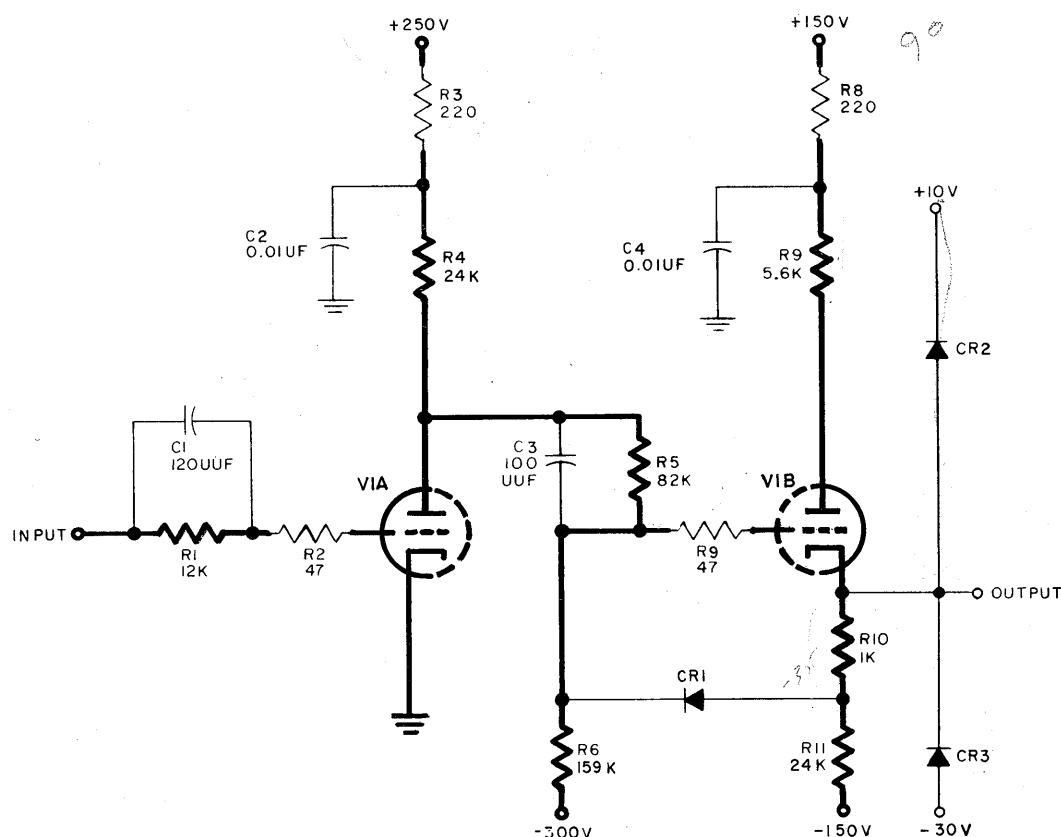 +250V
+150V
9°
R3
220
R8
220
+10V
C2
0.01UF
R4
24K
C4
0.01UF
R9
5.6K
CR2
C1
120UUF
V1A
C3
100
UUF
R5
82K
V1B
INPUT
R1
12K
R2
47
R9
47
OUTPUT
R10
1K
CR1
R6
159K
R11
24K
CR3
-300V
-150V
-30V